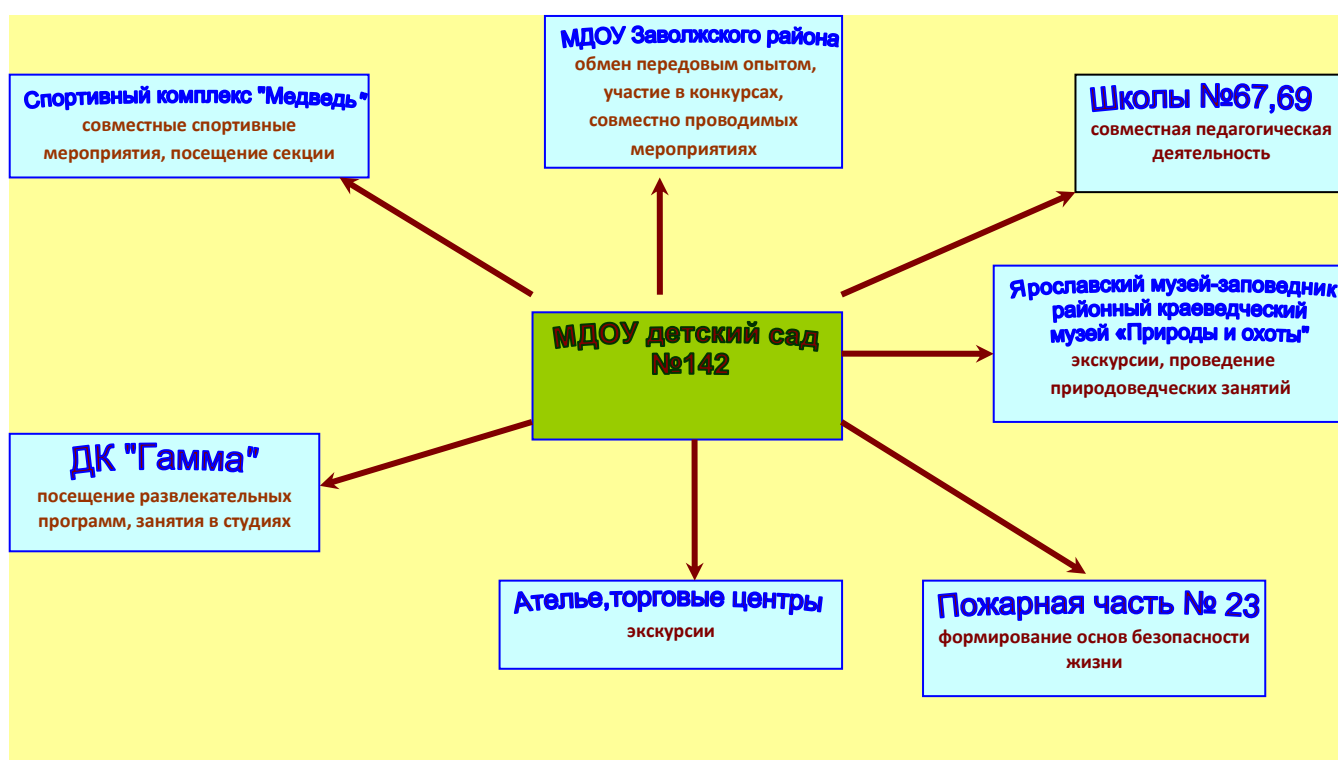 МДОУ Заволжского района
обмен передовым опытом,
участие в конкурсах,
совместно проводимых
мероприятиях
Спортивный комплекс "Медведь"
совместные спортивные
мероприятия, посещение секции
Школы №67,69
совместная педагогическая
деятельность
Ярославский музей-заповедник
районный краеведческий
музей «Природы и охоты"
экскурсии, проведение
природоведческих занятий
МДОУ детский сад
№142
ДК "Гамма"
посещение развлекательных
программ, занятия в студиях
Ателье,торговые центры
экскурсии
Пожарная часть № 23
формирование основ безопасности
жизни